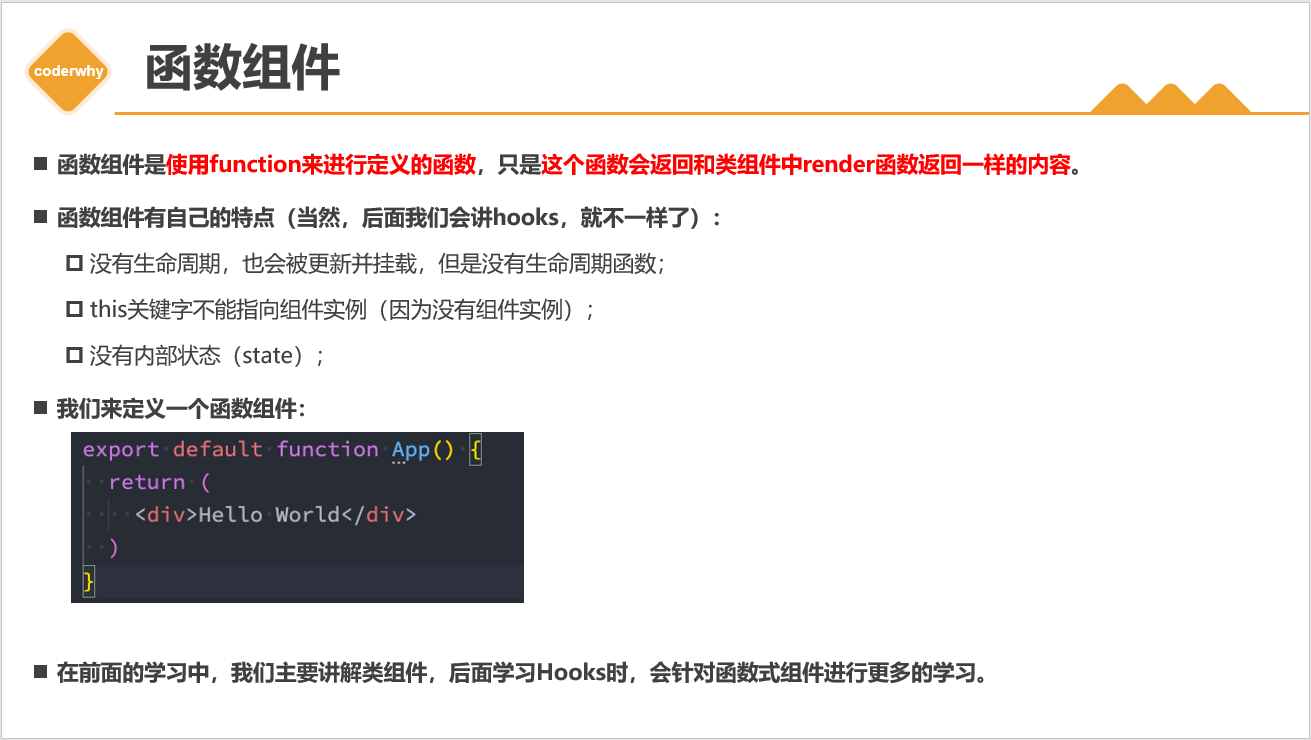 coderwhy
函数组件
函数组件是使用function来进行定义的函数，只是这个函数会返回和类组件中render函数返回一样的内容。
函数组件有自己的特点（当然，后面我们会讲hooks，就不一样了）：
没有生命周期，也会被更新并挂载，但是没有生命周期函数；
this关键字不能指向组件实例（因为没有组件实例）；
没有内部状态（state）；
我们来定义一个函数组件：
export default function App() {
  return (
    <div>Hello World</div>
  )
}
在前面的学习中，我们主要讲解类组件，后面学习Hooks时，会针对函数式组件进行更多的学习。